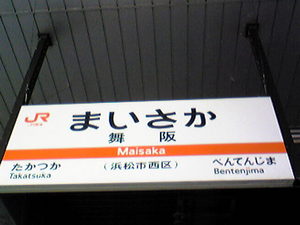 JR
まいさか
舞阪
Maisaka
(浜松市西区)
たかつか
Takatsuka
べんてんじま
Bentenjima